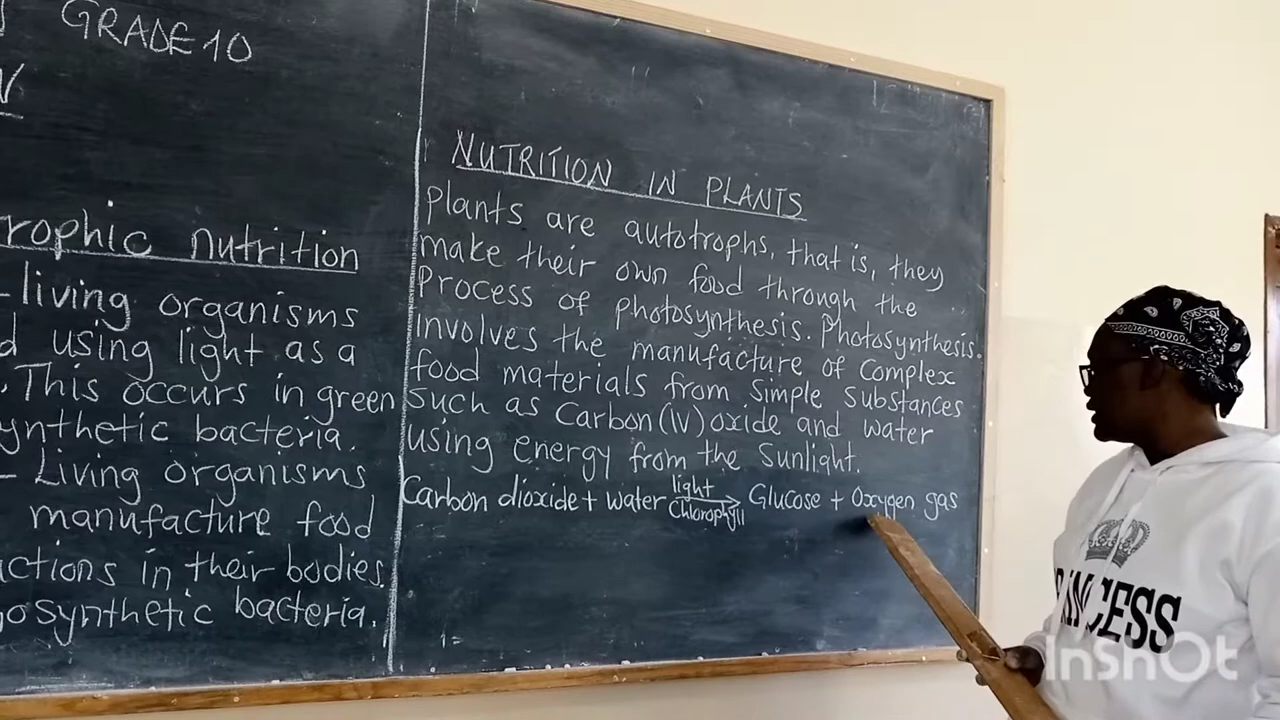 GRADE 10
NUTRITION IN PLANTS
Plants are autotrophs, that is, they
make their own food through the
Process of photosynthesis. Photosynthesis.
involves the manufacture of Complex
food materials from Simple Substances
Such as Carbon (IV) oxide and water
using energy from the Sunlight.
Carbon dioxide + water light Chlorophyll → Glucose + Oxygen gas
rophic nutrition
-living organisms
d using light as a
. This occurs in green
ynthetic bacteria.
- Living organisms
manufacture food
actions in their bodies.
osynthetic bacteria.
PRINCESS
InShOt